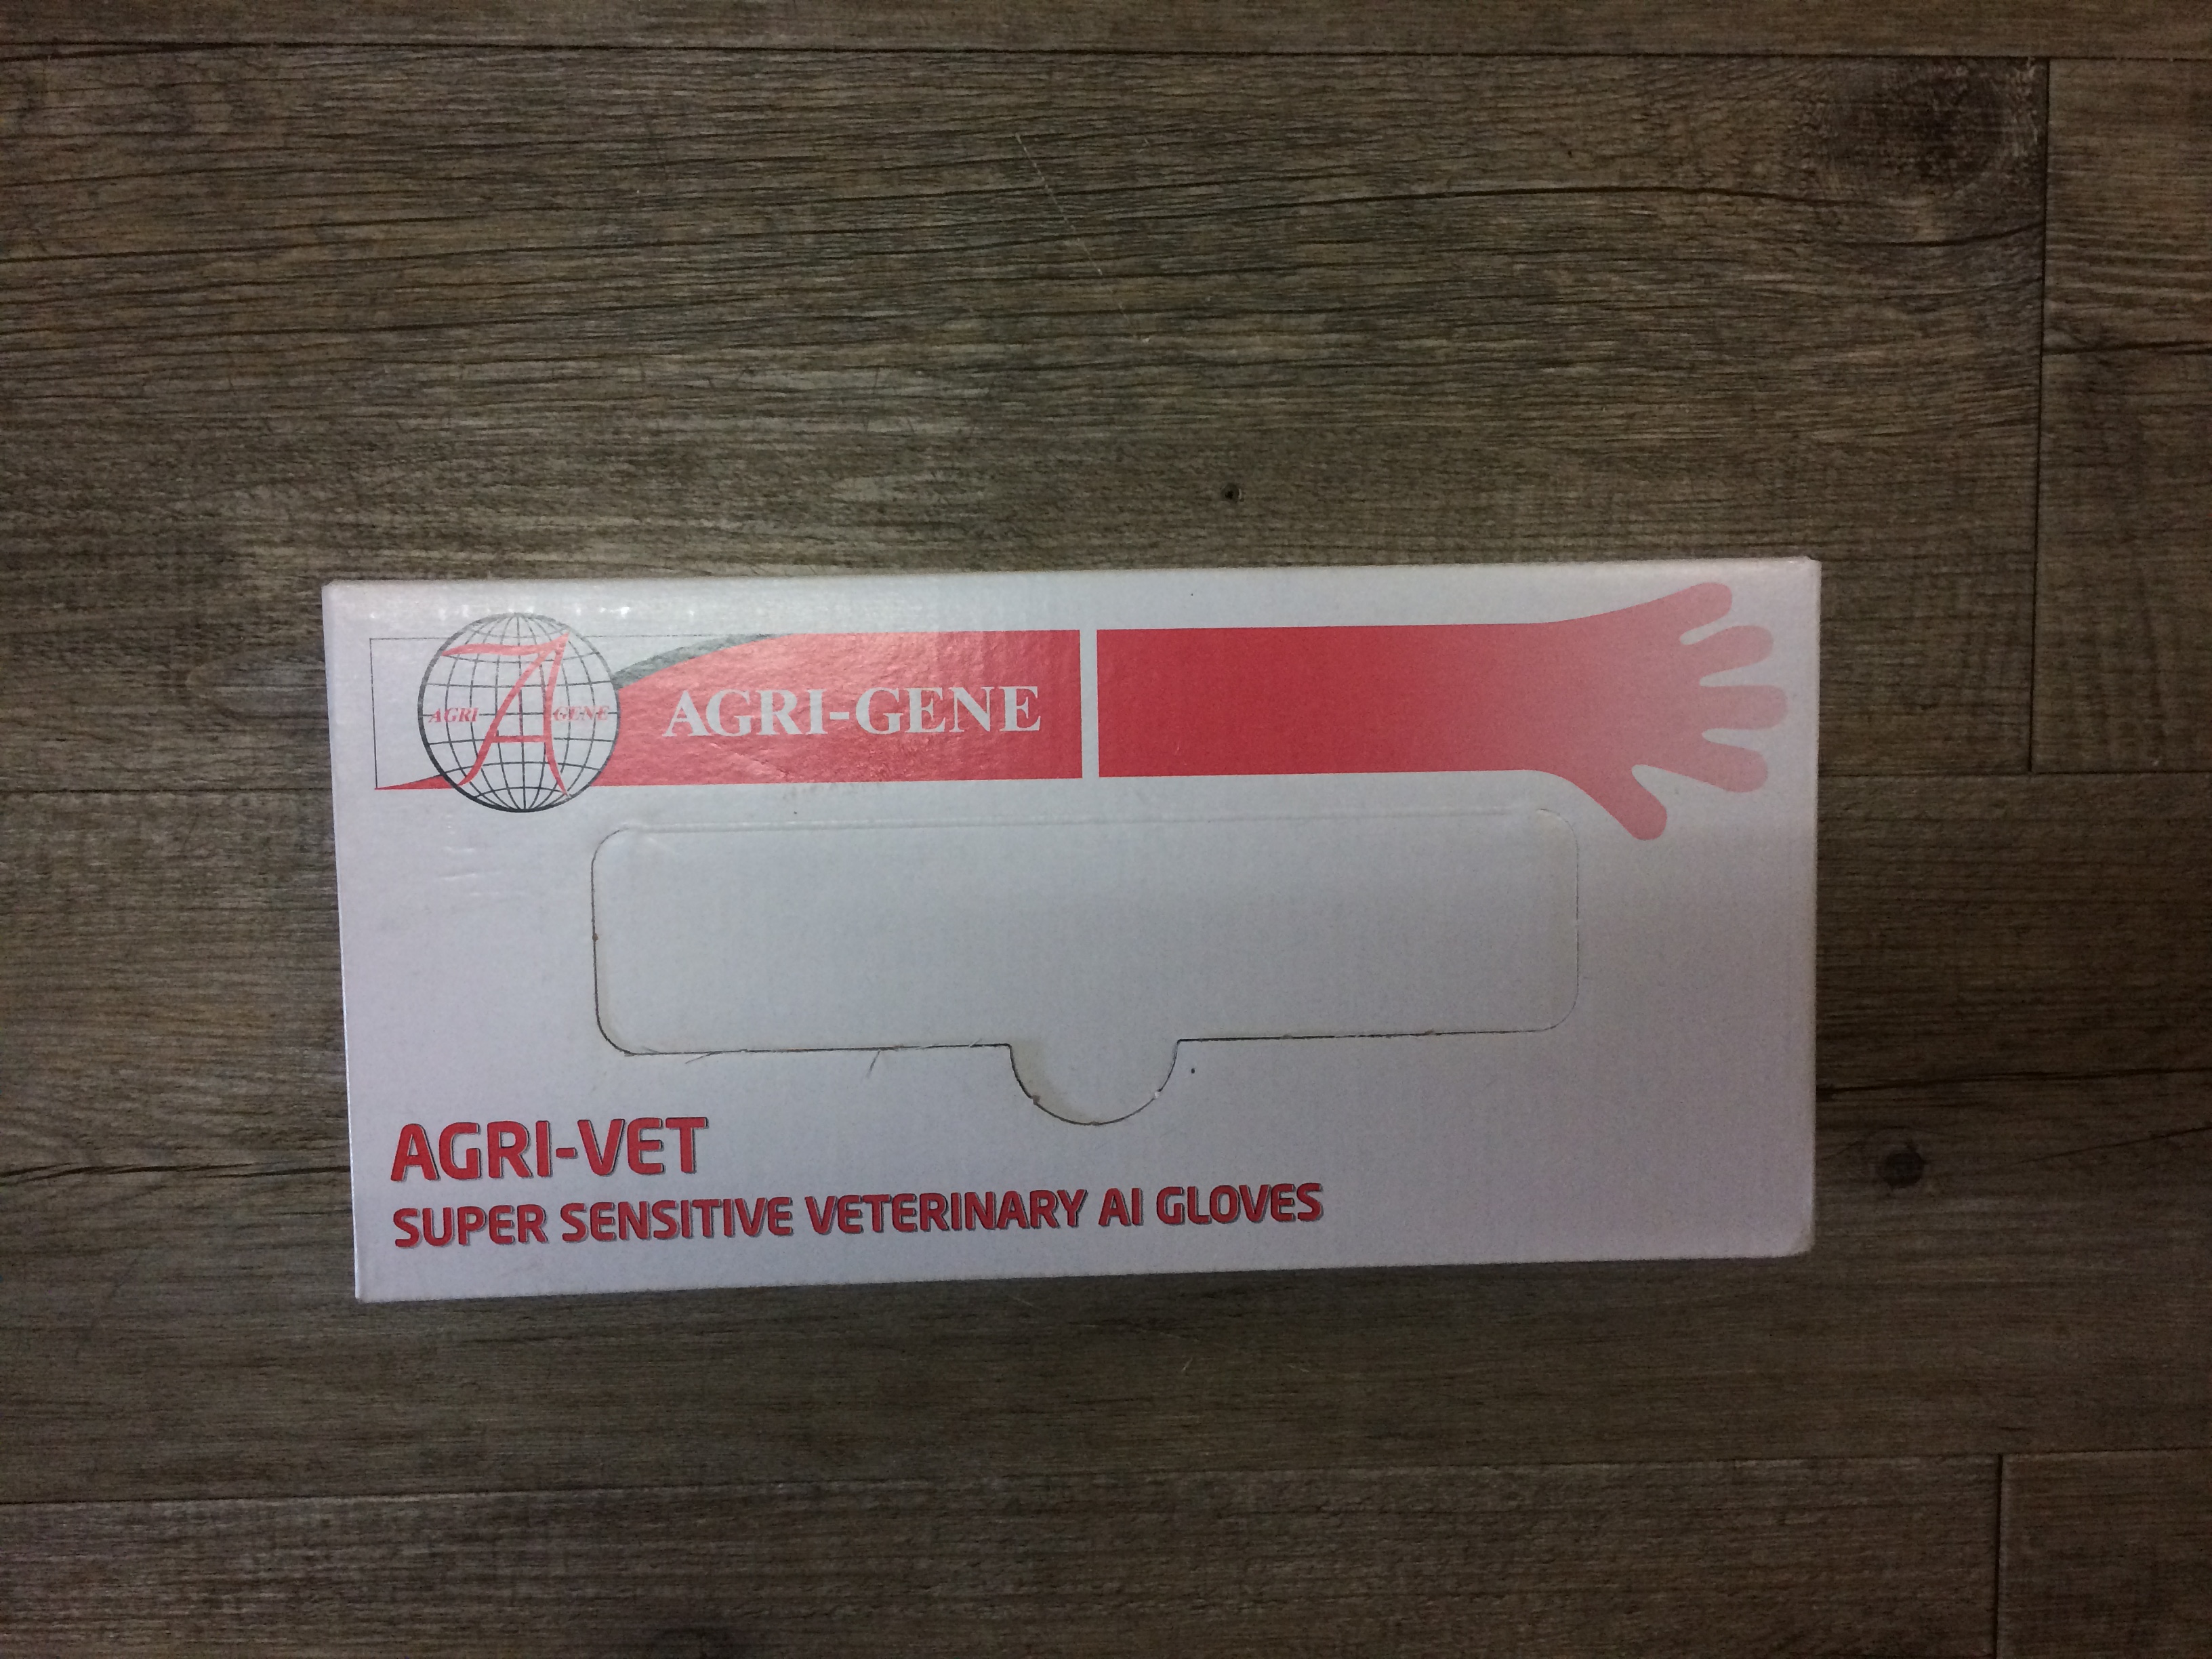 AGRI GENE
AGRI-GENE
AGRI-VET
SUPER SENSITIVE VETERINARY AI GLOVES